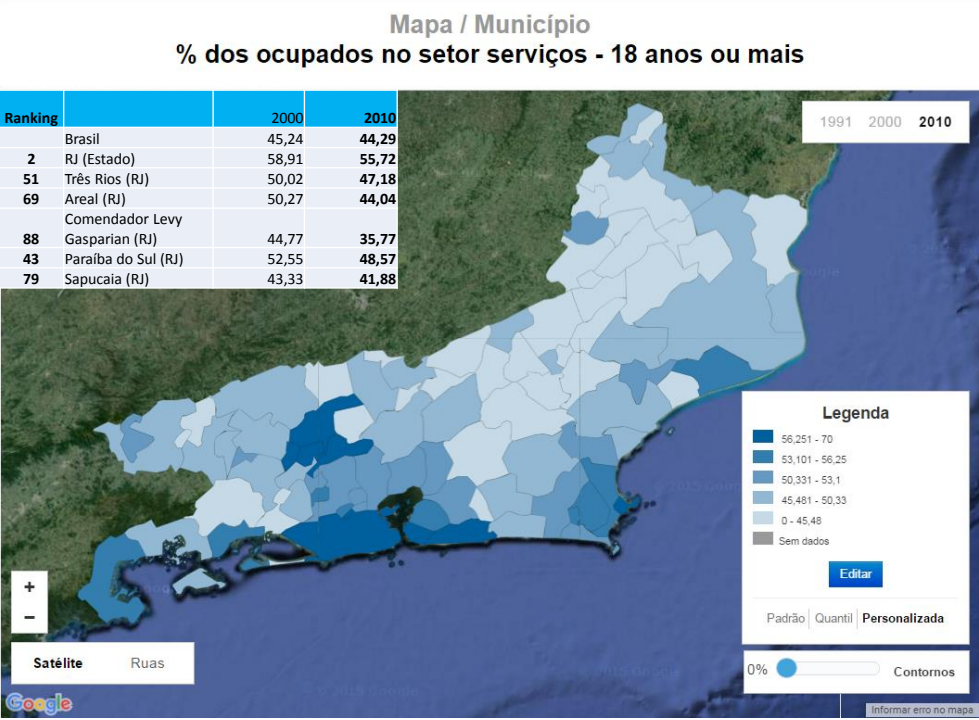 Mapa / Município
% dos ocupados no setor serviços - 18 anos ou mais
Ranking 2000 2010
Brasil 45,24 44,29
2 RJ (Estado) 58,91 55,72
51 Três Rios (RJ) 50,02 47,18
69 Areal (RJ) 50,27 44,04
Comendador Levy
88 Gasparian (RJ) 44,77 35,77
43 Paraíba do Sul (RJ) 52,55 48,57
79 Sapucaia (RJ) 43,33 41,88
1991 2000 2010
Legenda
56,251 - 70
53,101 - 56,25
50,331 - 53,1
45,481 - 50,33
0 - 45,48
Sem dados
Editar
Padrão Quantil Personalizada
+
−
Satélite Ruas
0% Contornos
Google
Informar erro no mapa